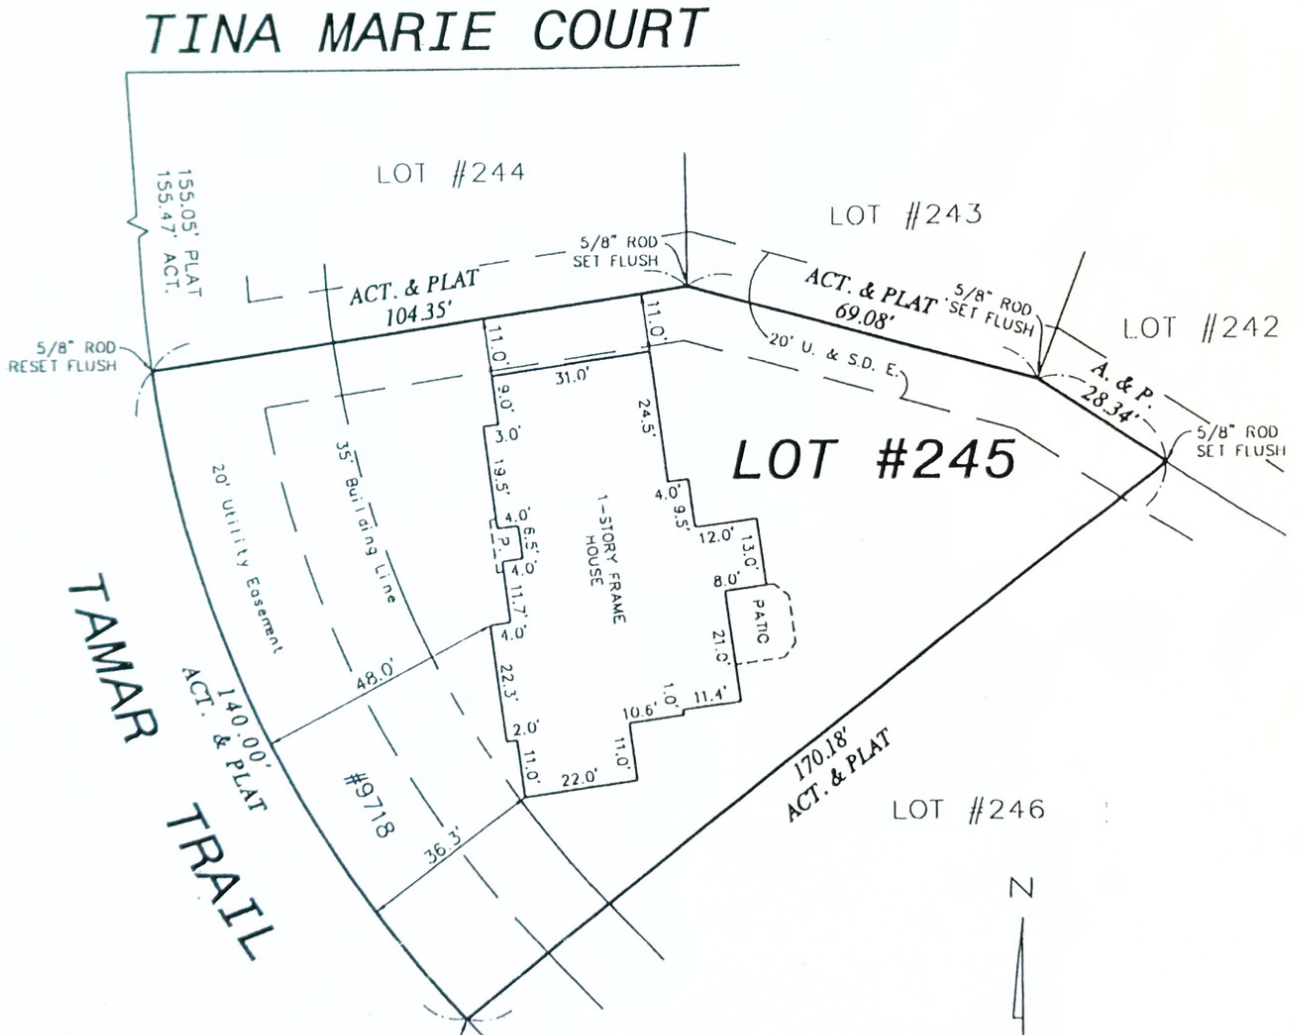 TINA MARIE COURT
155.05' PLAT
155.47' ACT.
LOT #244
LOT #243
LOT #242
5/8" ROD
SET FLUSH
ACT. & PLAT
104.35'
ACT. & PLAT
69.08'
5/8" ROD
SET FLUSH
A. & P.
28.34'
5/8" ROD
RESET FLUSH
5/8" ROD
SET FLUSH
20' U. & S.D. E.
11.0'
11.0'
31.0'
9.0'
3.0'
24.5'
LOT #245
35' Building Line
20' Utility Easement
19.5'
4.0'
9.5'
4.0'
6.5'
P.
4.0'
12.0'
13.0'
1-STORY FRAME
HOUSE
8.0'
PATIO
11.7'
4.0'
21.0'
48.0'
22.3'
1.0'
11.4'
10.6'
2.0'
11.0'
11.0'
22.0'
TAMAR TRAIL
140.00'
ACT. & PLAT
#9718
36.3'
170.18'
ACT. & PLAT
LOT #246
N